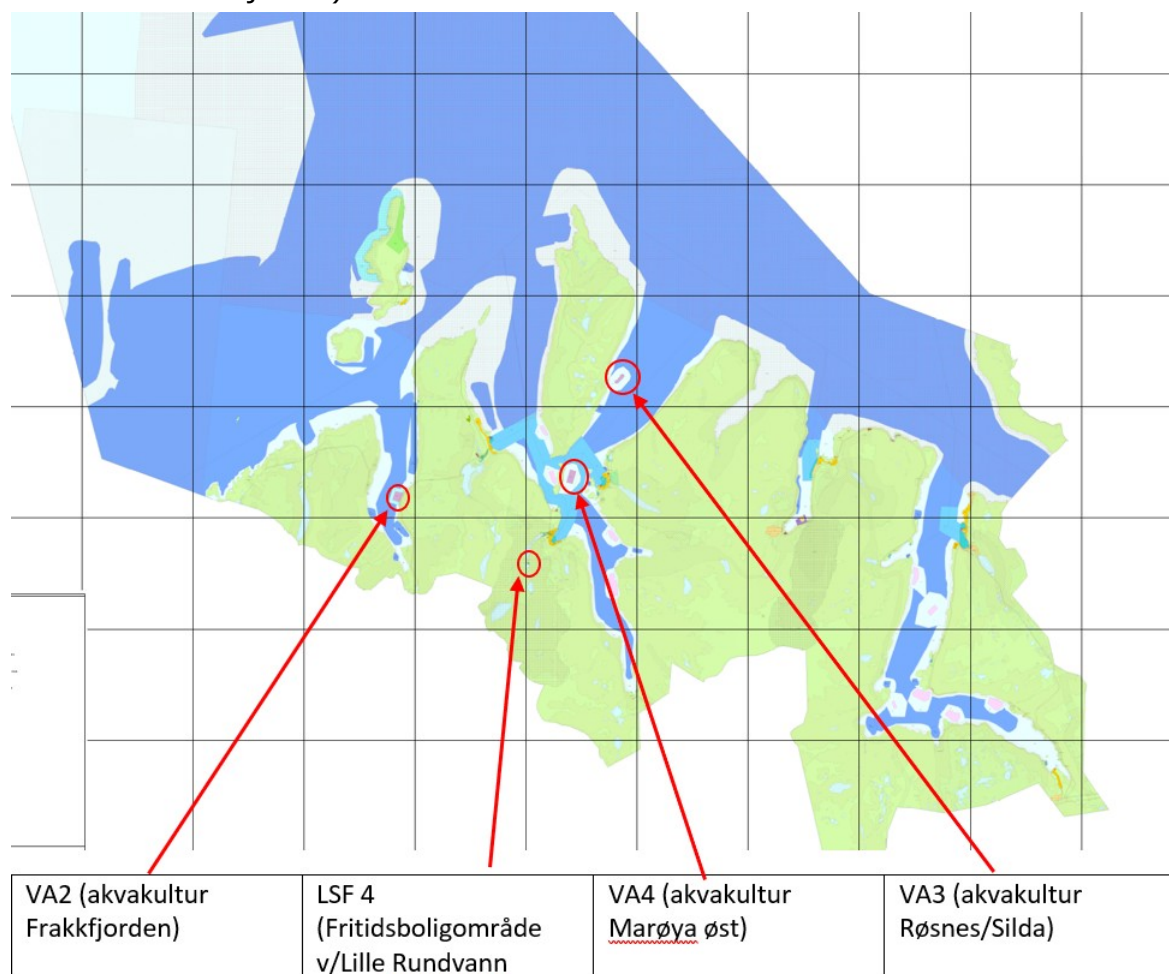 VA2 (akvakultur
Frakkfjorden)
LSF 4
(Fritidsboligområde
v/Lille Rundvann
VA4 (akvakultur
Marøya øst)
VA3 (akvakultur
Røsnes/Silda)